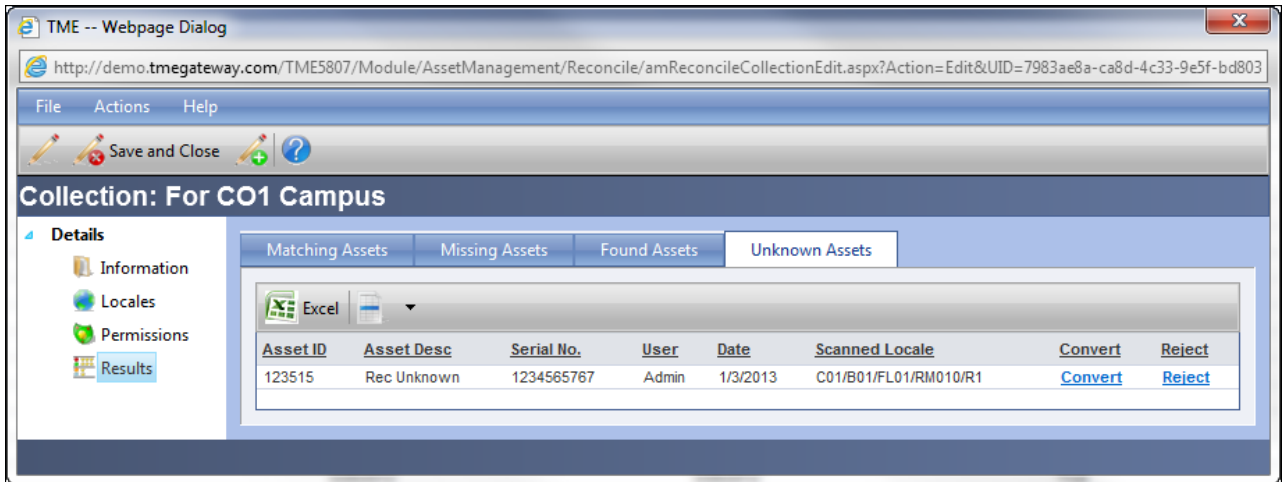 TME -- Webpage Dialog
X
http://demo.tmegateway.com/TME5807/Module/AssetManagement/Reconcile/amReconcileCollectionEdit.aspx?Action=Edit&UID=7983ae8a-ca8d-4c33-9e5f-bd803
File Actions Help
Save and Close ?
Collection: For CO1 Campus
Details
Information
Locales
Permissions
Results
Matching Assets Missing Assets Found Assets Unknown Assets
Excel
Asset ID Asset Desc Serial No. User Date Scanned Locale Convert Reject
123515 Rec Unknown 1234565767 Admin 1/3/2013 C01/B01/FL01/RM010/R1 Convert Reject